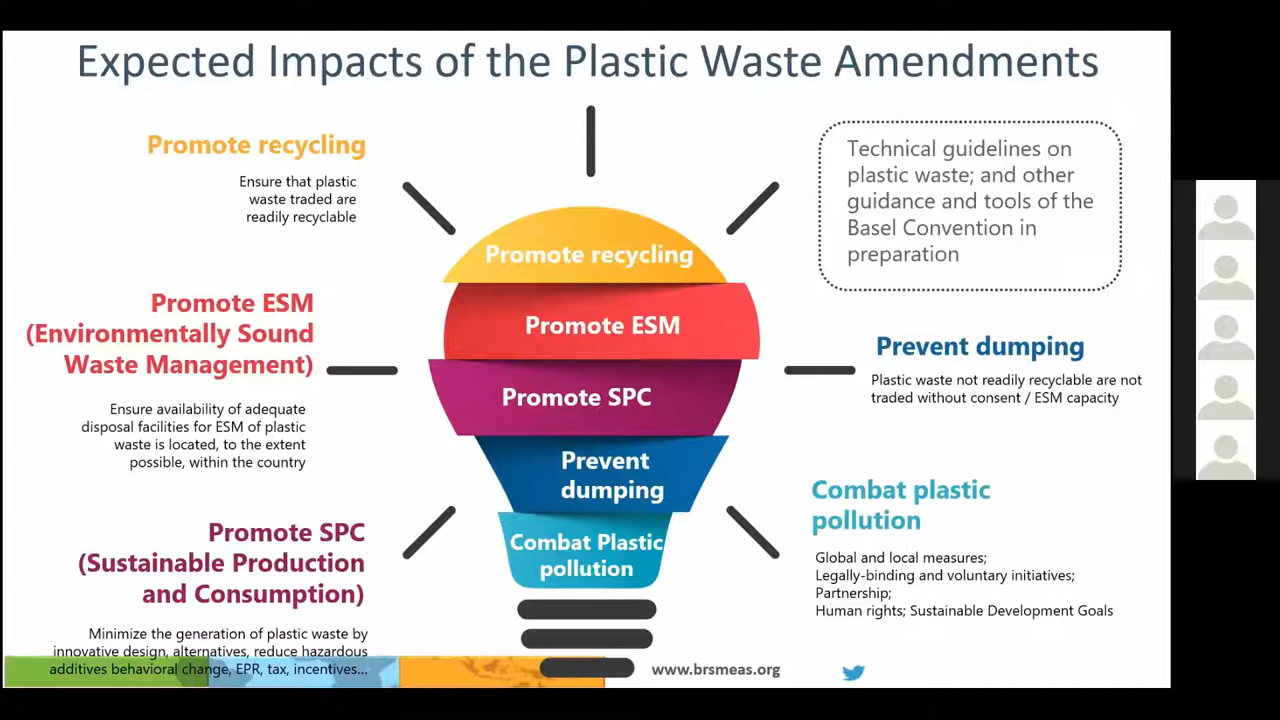 Expected Impacts of the Plastic Waste Amendments
Promote recycling
Ensure that plastic
waste traded are
readily recyclable
Promote ESM
(Environmentally Sound
Waste Management)
Ensure availability of adequate
disposal facilities for ESM of plastic
waste is located, to the extent
possible, within the country
Promote SPC
(Sustainable Production
and Consumption)
Minimize the generation of plastic waste by
innovative design, alternatives, reduce hazardous
additives behavioral change, EPR, tax, incentives...
Promote recycling
Promote ESM
Promote SPC
Prevent
dumping
Combat Plastic
pollution
Technical guidelines on
plastic waste; and other
guidance and tools of the
Basel Convention in
preparation
Prevent dumping
Plastic waste not readily recyclable are not
traded without consent / ESM capacity
Combat plastic
pollution
Global and local measures;
Legally-binding and voluntary initiatives;
Partnership;
Human rights; Sustainable Development Goals
www.brsmeas.org